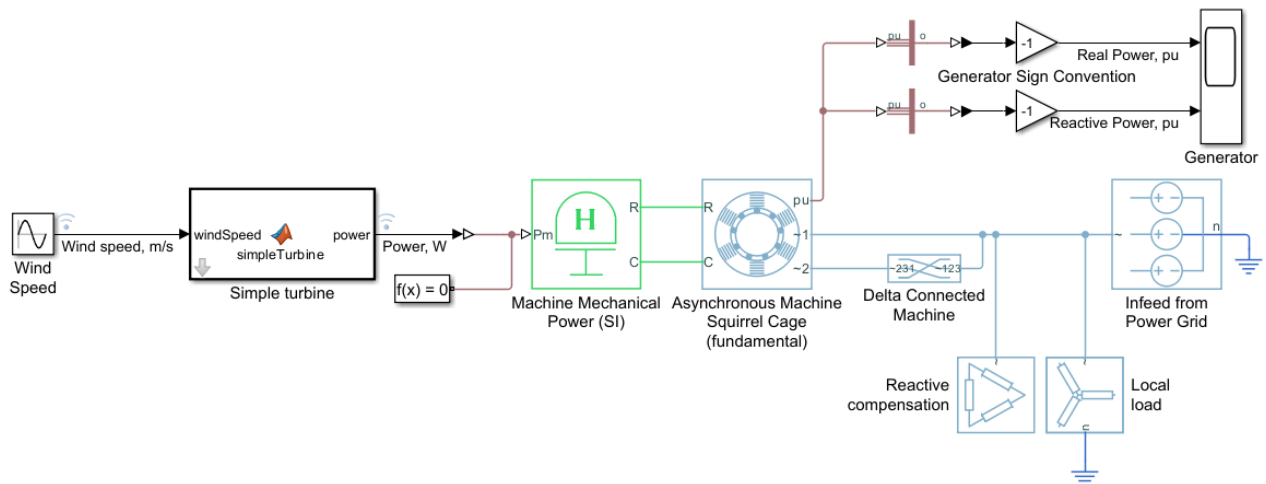 pu
o
-1
Real Power, pu
Generator Sign Convention
pu
o
-1
Reactive Power, pu
Generator
Wind speed, m/s
Wind
Speed
windSpeed
power
simpleTurbine
Simple turbine
Power, W
f(x) = 0
Pm
H
R
C
Machine Mechanical
Power (SI)
R
C
pu
~1
~2
Asynchronous Machine
Squirrel Cage
(fundamental)
~231
~123
Delta Connected
Machine
~
n
Infeed from
Power Grid
~
Reactive
compensation
~
n
Local
load